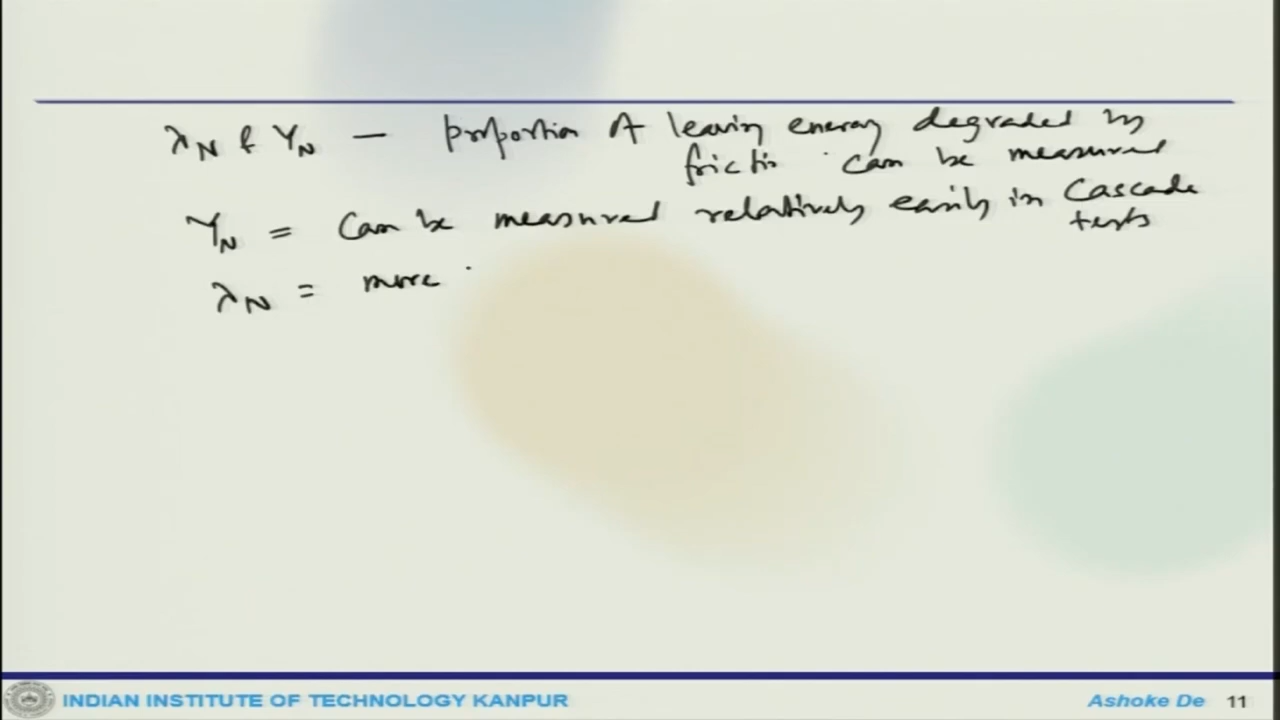 λN & YN — proportion of leaving energy degraded by
friction can be measured
YN = Can be measured relatively easily in Cascade
tests
λN = more
INDIAN INSTITUTE OF TECHNOLOGY KANPUR
Ashoke De 11